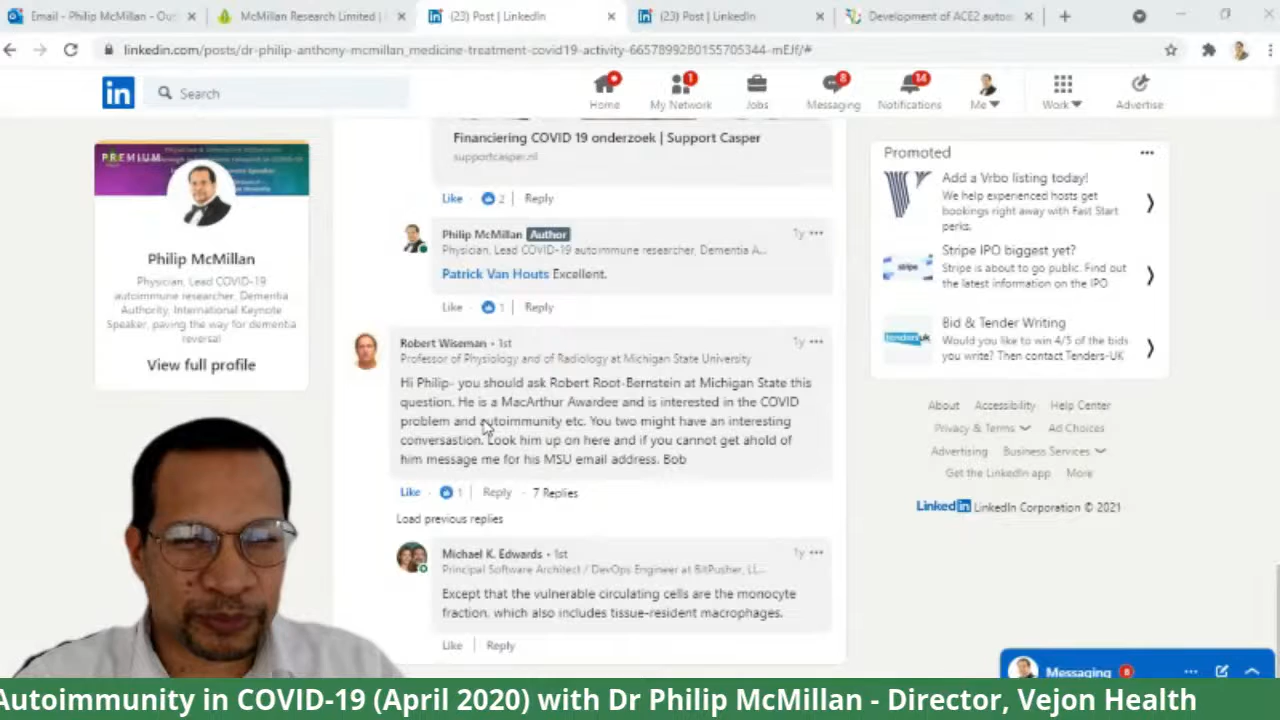 Email - Philip McMillan - Ou
McMillan Research Limited |
(23) Post | LinkedIn
(23) Post | LinkedIn
Development of ACE2 autoa
linkedin.com/posts/dr-philip-anthony-mcmillan_medicine-treatment-covid19-activity-6657899280155705344-mEJf/#
in
Search
Home
1
My Network
Jobs
8
Messaging
14
Notifications
Me
Work
Advertise
PREMIUM
Philip McMillan
Physician, Lead COVID-19
autoimmune researcher, Dementia
Authority, International Keynote
Speaker, paving the way for dementia
reversal
View full profile
Financiering COVID 19 onderzoek | Support Casper
supportcasper.nl
Like · 2 | Reply
Philip McMillan Author
1y ...
Physician, Lead COVID-19 autoimmune researcher, Dementia A...
Patrick Van Houts Excellent.
Like · 1 | Reply
Robert Wiseman • 1st
1y ...
Professor of Physiology and of Radiology at Michigan State University
Hi Philip- you should ask Robert Root-Bernstein at Michigan State this
question. He is a MacArthur Awardee and is interested in the COVID
problem and autoimmunity etc. You two might have an interesting
conversastion. Look him up on here and if you cannot get ahold of
him message me for his MSU email address. Bob
Like · 1 | Reply · 7 Replies
Load previous replies
Michael K. Edwards • 1st
1y ...
Principal Software Architect / DevOps Engineer at BitPusher, LL...
Except that the vulnerable circulating cells are the monocyte
fraction, which also includes tissue-resident macrophages.
Like | Reply
Promoted ...
Add a Vrbo listing today!
We help experienced hosts get
bookings right away with Fast Start
perks.
stripe
Stripe IPO biggest yet?
Stripe is about to go public. Find out
the latest information on the IPO
tenders
Bid & Tender Writing
Would you like to win 4/5 of the bids
you write? Then contact Tenders-UK
About Accessibility Help Center
Privacy & Terms Ad Choices
Advertising Business Services
Get the LinkedIn app More
LinkedIn LinkedIn Corporation © 2021
Messaging 8 ...
Autoimmunity in COVID-19 (April 2020) with Dr Philip McMillan - Director, Vejon Health